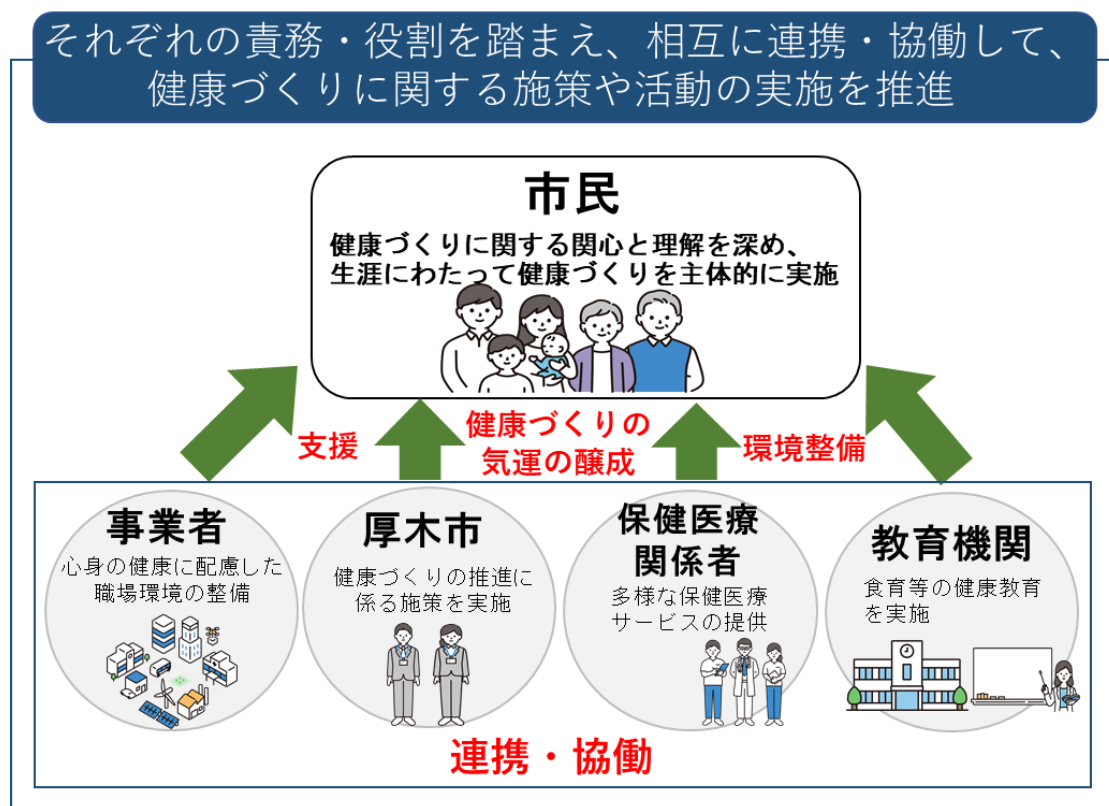 それぞれの責務・役割を踏まえ、相互に連携・協働して、
健康づくりに関する施策や活動の実施を推進
市民
健康づくりに関する関心と理解を深め、
生涯にわたって健康づくりを主体的に実施
支援
健康づくりの
気運の醸成
環境整備
事業者
心身の健康に配慮した
職場環境の整備
厚木市
健康づくりの推進に
係る施策を実施
保健医療
関係者
多様な保健医療
サービスの提供
教育機関
食育等の健康教育
を実施
連携・協働